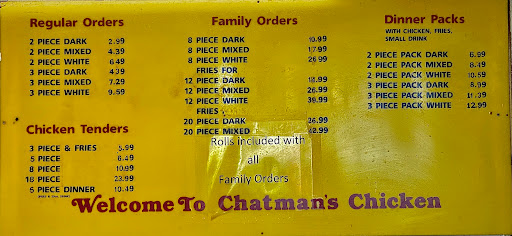 Regular Orders
2 PIECE DARK 2.99
2 PIECE MIXED 4.39
2 PIECE WHITE 6.49
3 PIECE DARK 4.39
3 PIECE MIXED 7.29
3 PIECE WHITE 9.59
Chicken Tenders
3 PIECE & FRIES 5.99
5 PIECE 6.49
8 PIECE 10.99
18 PIECE 23.99
5 PIECE DINNER 10.49
Family Orders
8 PIECE DARK 10.99
8 PIECE MIXED 17.99
8 PIECE WHITE 26.99
FRIES FOR
12 PIECE DARK
12 PIECE MIXED 26.99
12 PIECE WHITE 39.99
FRIES
20 PIECE DARK 26.99
20 PIECE MIXED 42.99
Rolls included with
all
Family Orders
Dinner Packs
WITH CHICKEN, FRIES,
SMALL DRINK
2 PIECE PACK DARK 6.99
2 PIECE PACK MIXED 8.49
2 PIECE PACK WHITE 10.59
3 PIECE PACK DARK 8.99
3 PIECE PACK MIXED 11.39
3 PIECE PACK WHITE 12.99
Welcome To Chatman's Chicken